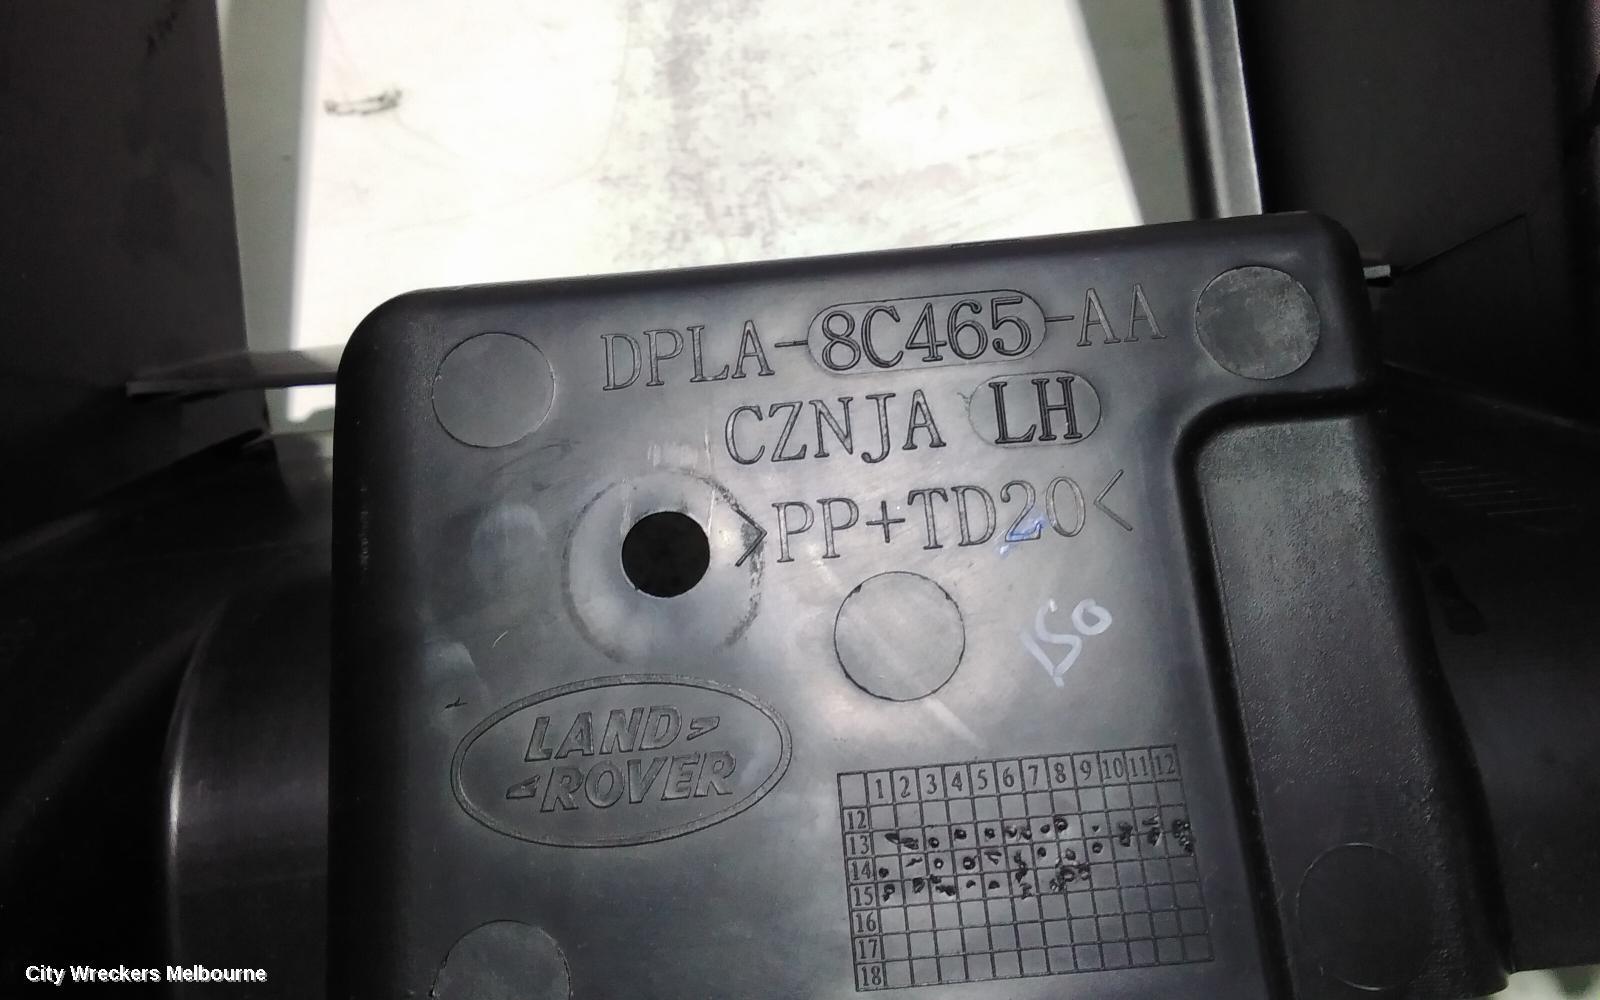 DPLA-8C465-AA
CZNJA LH
>PP+TD20<
ISO
LAND
ROVER
1 2 3 4 5 6 7 8 9 10 11 12
12
13
14
15
16
17
18
City Wreckers Melbourne